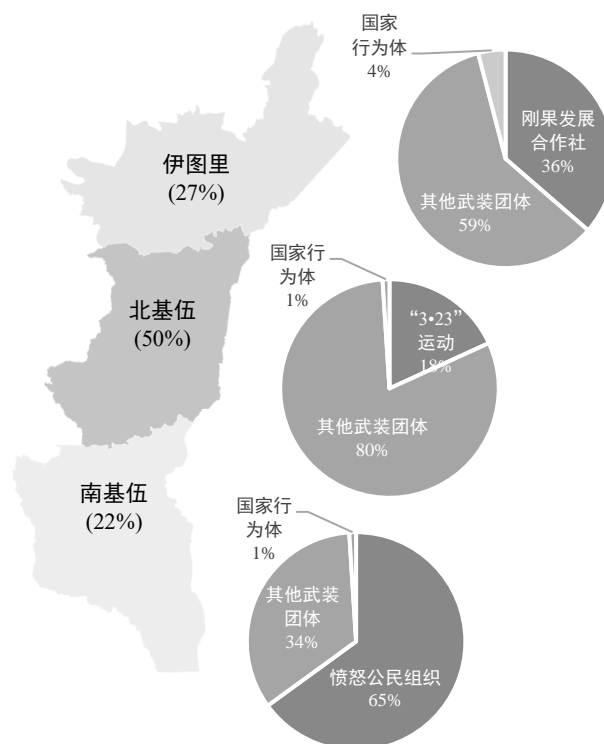 国家
行为体
4%
刚果发展
合作社
36%
其他武装团体
59%
伊图里
(27%)
国家行
为体
1%
“3•23”
运动
18%
其他武装团体
80%
北基伍
(50%)
国家行
为体
1%
其他武装
团体
34%
愤怒公民组织
65%
南基伍
(22%)